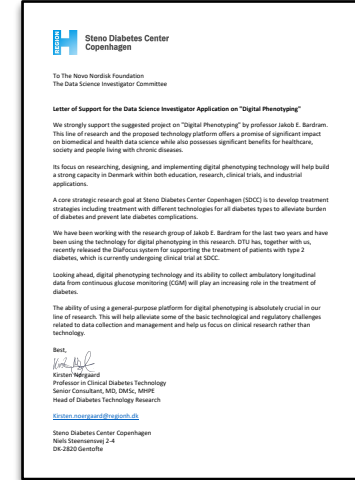 REGION
Steno Diabetes Center
Copenhagen
To The Novo Nordisk Foundation
The Data Science Investigator Committee
Letter of Support for the Data Science Investigator Application on "Digital Phenotyping"
We strongly support the suggested project on "Digital Phenotyping" by professor Jakob E. Bardram.
This line of research and the proposed technology platform offers a promise of significant impact
on biomedical and health data science while also possesses significant benefits for healthcare,
society and people living with chronic diseases.
Its focus on researching, designing, and implementing digital phenotyping technology will help build
a strong capacity in Denmark within both education, research, clinical trials, and industrial
applications.
A core strategic research goal at Steno Diabetes Center Copenhagen (SDCC) is to develop treatment
strategies including treatment with different technologies for all diabetes types to alleviate burden
of diabetes and prevent late diabetes complications.
We have been working with the research group of Jakob E. Bardram for the last two years and have
been using the technology for digital phenotyping in this research. DTU has, together with us,
recently released the DiaFocus system for supporting the treatment of patients with type 2
diabetes, which is currently undergoing clinical trial at SDCC.
Looking ahead, digital phenotyping technology and its ability to collect ambulatory longitudinal
data from continuous glucose monitoring (CGM) will play an increasing role in the treatment of
diabetes.
The ability of using a general-purpose platform for digital phenotyping is absolutely crucial in our
line of research. This will help alleviate some of the basic technological and regulatory challenges
related to data collection and management and help us focus on clinical research rather than
technology.
Best,
Kirsten Nørgaard
Professor in Clinical Diabetes Technology
Senior Consultant, MD, DMSc, MHPE
Head of Diabetes Technology Research
Kirsten.noergaard@regionh.dk
Steno Diabetes Center Copenhagen
Niels Steensensvej 2-4
DK-2820 Gentofte